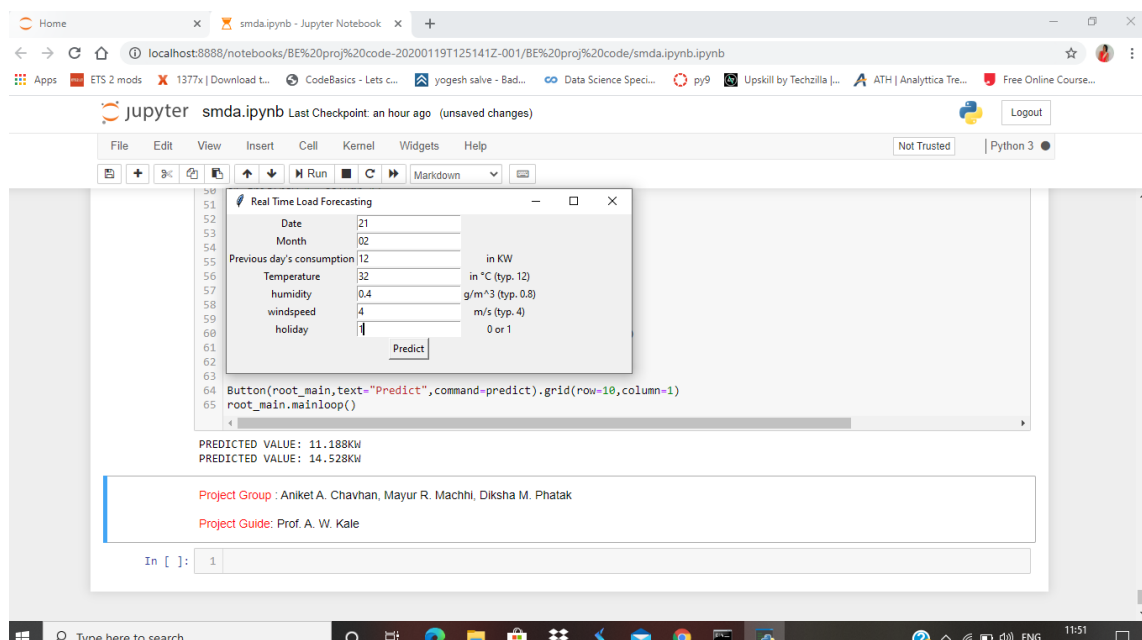 Home
smda.ipynb - Jupyter Notebook
localhost:8888/notebooks/BE%20proj%20code-20200119T125141Z-001/BE%20proj%20code/smda.ipynb.ipynb
Apps ETS 2 mods 1377x | Download t... CodeBasics - Lets c... yogesh salve - Bad... Data Science Speci... py9 Upskill by Techzilla |... ATH | Analyttica Tre... Free Online Course...
jupyter smda.ipynb Last Checkpoint: an hour ago (unsaved changes) Logout
File Edit View Insert Cell Kernel Widgets Help Not Trusted Python 3
Run Markdown
50
51
52
53
54
55
56
57
58
59
60
61
62
63
Real Time Load Forecasting
Date 21
Month 02
Previous day's consumption 12 in KW
Temperature 32 in °C (typ. 12)
humidity 0.4 g/m^3 (typ. 0.8)
windspeed 4 m/s (typ. 4)
holiday 1 0 or 1
Predict
64 Button(root_main,text="Predict",command=predict).grid(row=10,column=1)
65 root_main.mainloop()
PREDICTED VALUE: 11.188KW
PREDICTED VALUE: 14.528KW
Project Group : Aniket A. Chavhan, Mayur R. Machhi, Diksha M. Phatak
Project Guide: Prof. A. W. Kale
In [ ]: 1
Type here to search
ENG 11:51